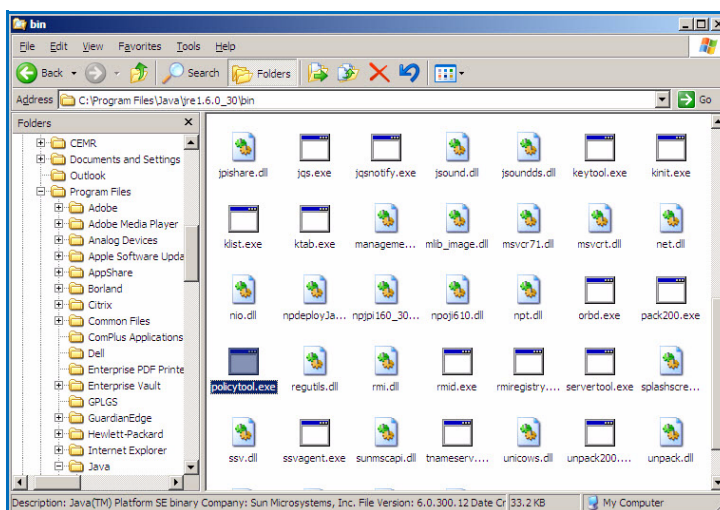 bin
File Edit View Favorites Tools Help
Back Search Folders
Address C:\Program Files\Java\jre1.6.0_30\bin Go
Folders
CEMR
Documents and Settings
Outlook
Program Files
Adobe
Adobe Media Player
Analog Devices
Apple Software Upda
AppShare
Borland
Citrix
Common Files
ComPlus Applications
Dell
Enterprise PDF Printe
Enterprise Vault
GPLGS
GuardianEdge
Hewlett-Packard
Internet Explorer
Java
jpishare.dll jqs.exe jqsnotify.exe jsound.dll jsoundds.dll keytool.exe kinit.exe
klist.exe ktab.exe manageme... mlib_image.dll msvcr71.dll msvcrt.dll net.dll
nio.dll npdeployJa... npjpi160_30... npoji610.dll npt.dll orbd.exe pack200.exe
policytool.exe regutils.dll rmi.dll rmid.exe rmiregistry.... servertool.exe splashscre...
ssv.dll ssvagent.exe sunmscapi.dll tnameserv.... unicows.dll unpack200.... unpack.dll
Description: Java(TM) Platform SE binary Company: Sun Microsystems, Inc. File Version: 6.0.300.12 Date Cr 33.2 KB My Computer